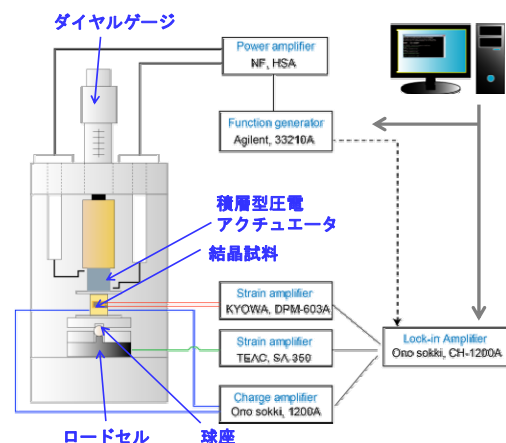 ダイヤルゲージ
Power amplifier
NF, HSA
Function generator
Agilent, 33210A
積層型圧電
アクチュエータ
結晶試料
Strain amplifier
KYOWA, DPM-603A
Strain amplifier
TEAC, SA-350
Lock-in Amplifier
Ono sokki, CH-1200A
Charge amplifier
Ono sokki, 1200A
ロードセル
球座